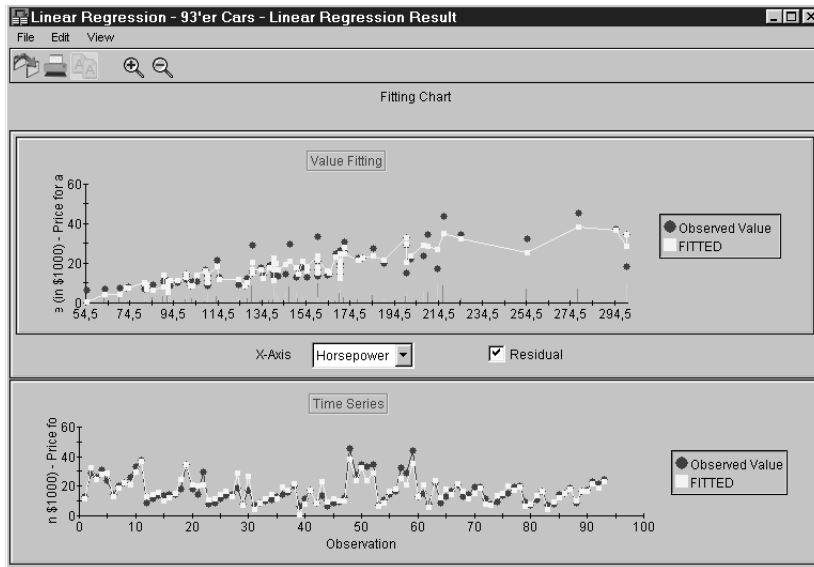 Linear Regression - 93'er Cars - Linear Regression Result
File Edit View
Fitting Chart
Value Fitting
e (in $1000) - Price for a
60
40
20
0
54,5 74,5 94,5 114,5 134,5 154,5 174,5 194,5 214,5 234,5 254,5 274,5 294,5
Observed Value
FITTED
X-Axis Horsepower Residual
Time Series
n $1000) - Price fo
60
40
20
0
0 10 20 30 40 50 60 70 80 90 100
Observation
Observed Value
FITTED